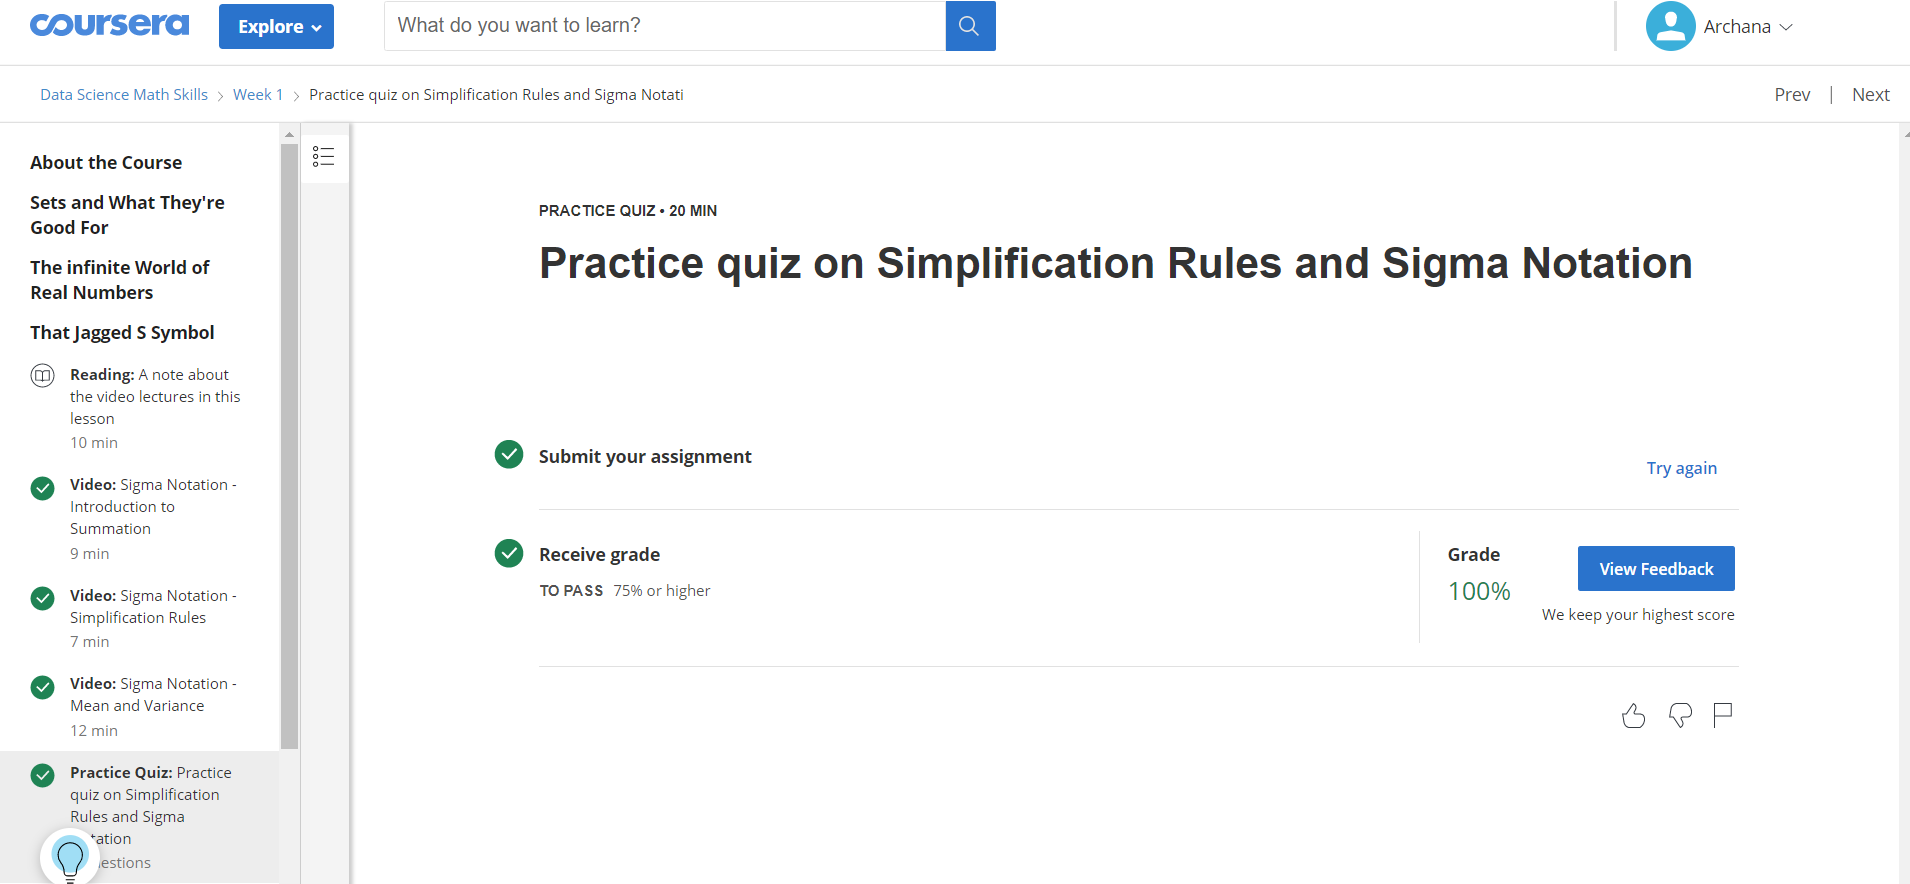 coursera
Explore
What do you want to learn?
Archana
Data Science Math Skills
Week 1
Practice quiz on Simplification Rules and Sigma Notati
Prev | Next
About the Course
Sets and What They're
Good For
The infinite World of
Real Numbers
That Jagged S Symbol
Reading: A note about
the video lectures in this
lesson
10 min
Video: Sigma Notation -
Introduction to
Summation
9 min
Video: Sigma Notation -
Simplification Rules
7 min
Video: Sigma Notation -
Mean and Variance
12 min
Practice Quiz: Practice
quiz on Simplification
Rules and Sigma
tation
estions
PRACTICE QUIZ • 20 MIN
Practice quiz on Simplification Rules and Sigma Notation
Submit your assignment
Try again
Receive grade
TO PASS 75% or higher
Grade
100%
View Feedback
We keep your highest score